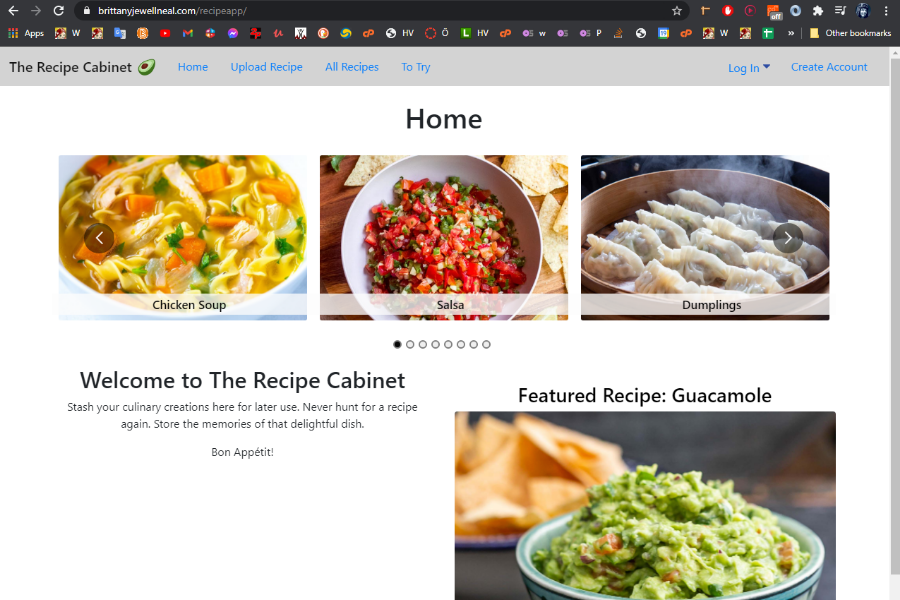 brittanyjewellneal.com/recipeapp/
off
Apps W HV Ö HV W P W Other bookmarks
The Recipe Cabinet Home Upload Recipe All Recipes To Try Log In Create Account
Home
Chicken Soup Salsa Dumplings
Welcome to The Recipe Cabinet
Stash your culinary creations here for later use. Never hunt for a recipe
again. Store the memories of that delightful dish.
Bon Appétit!
Featured Recipe: Guacamole